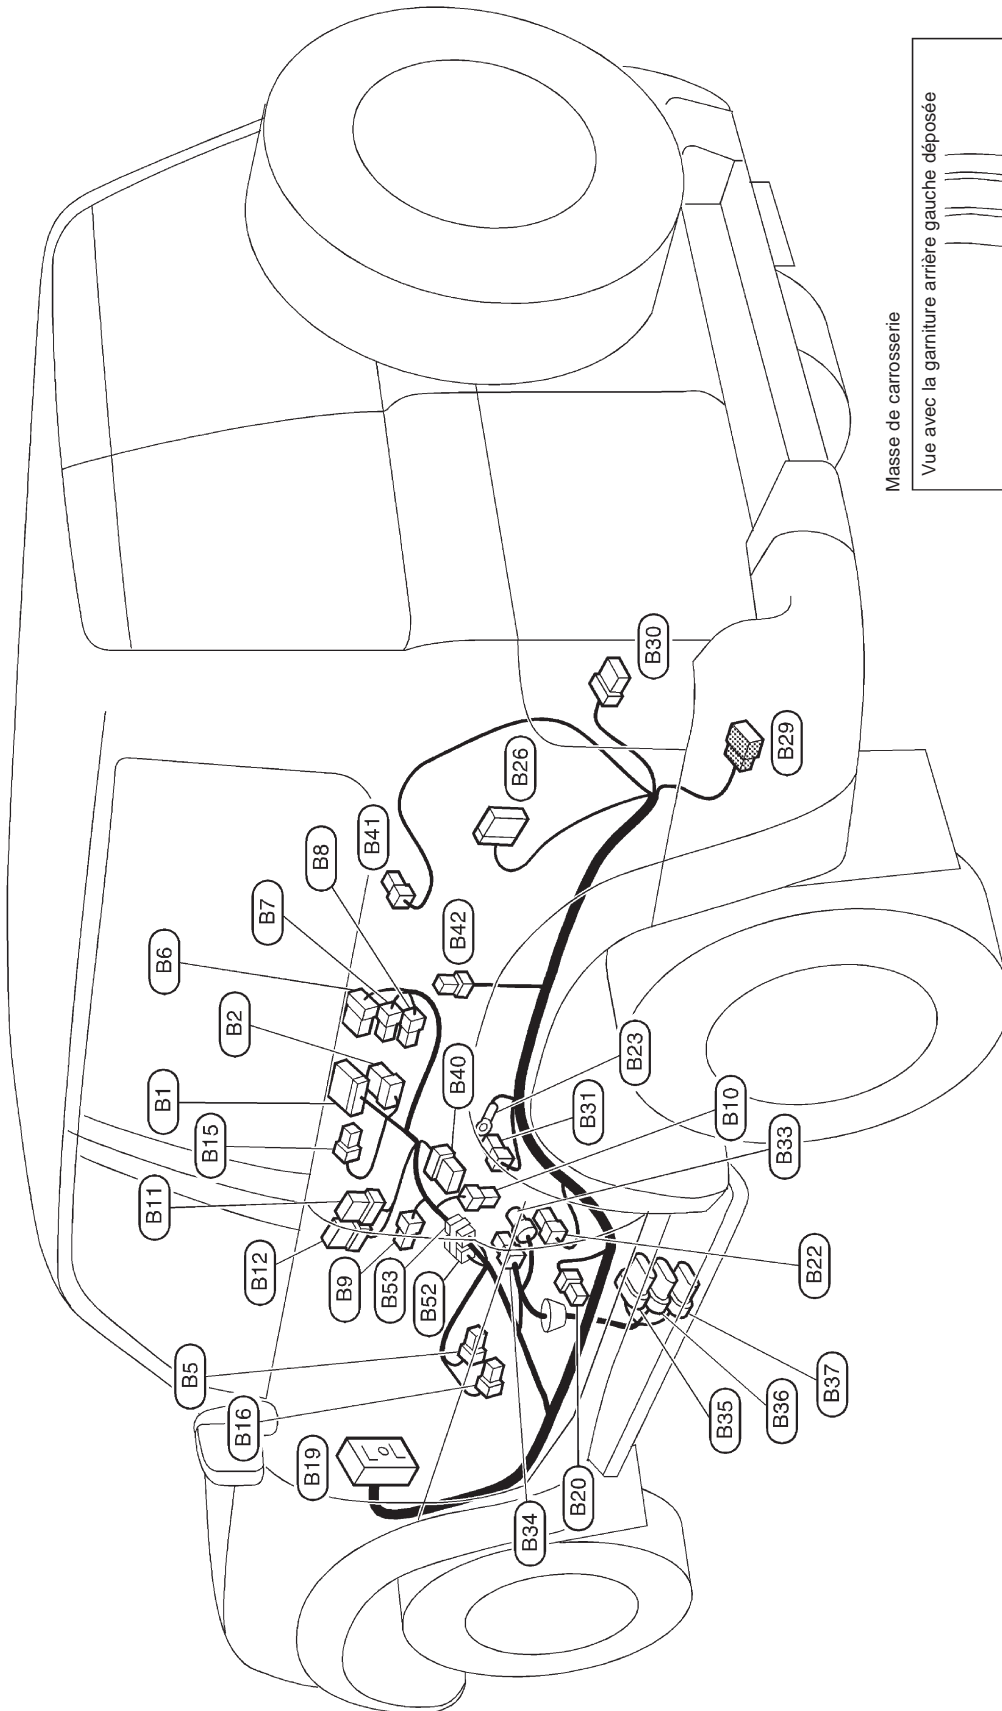 B5
B16
B19
B12
B11
B15
B1
B2
B6
B7
B8
B41
B9
B53
B52
B40
B42
B26
B30
B29
B23
B31
B10
B33
B22
B34
B20
B35
B36
B37
Masse de carrosserie
Vue avec la garniture arrière gauche déposée